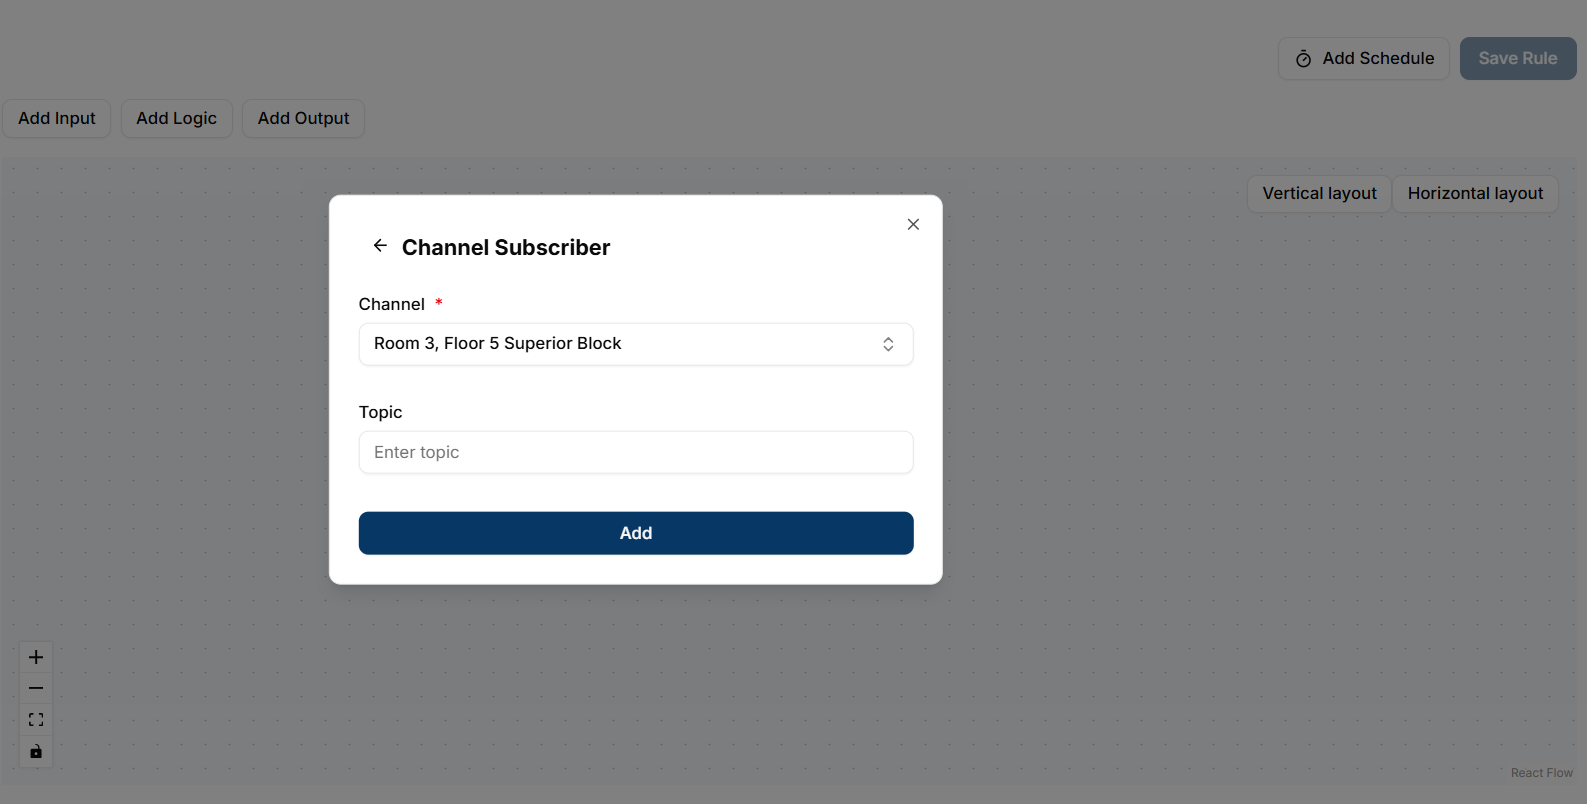 Add Schedule
Save Rule
Add Input
Add Logic
Add Output
Vertical layout
Horizontal layout
Channel Subscriber
Channel *
Room 3, Floor 5 Superior Block
Topic
Enter topic
Add
React Flow